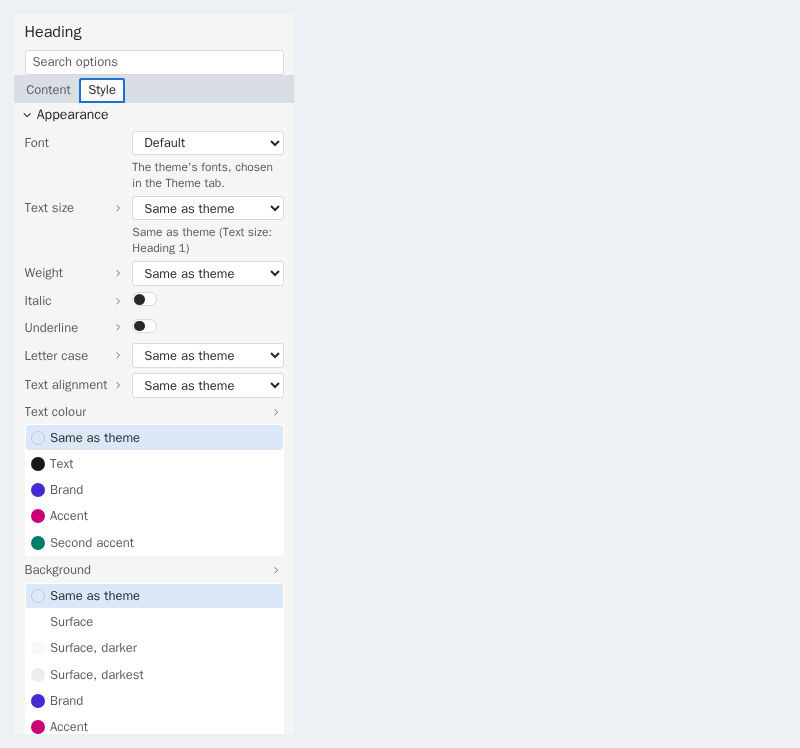 Heading
Search options
Content Style
Appearance
Font Default
The theme's fonts, chosen
in the Theme tab.
Text size Same as theme
Same as theme (Text size:
Heading 1)
Weight Same as theme
Italic
Underline
Letter case Same as theme
Text alignment Same as theme
Text colour
Same as theme
Text
Brand
Accent
Second accent
Background
Same as theme
Surface
Surface, darker
Surface, darkest
Brand
Accent